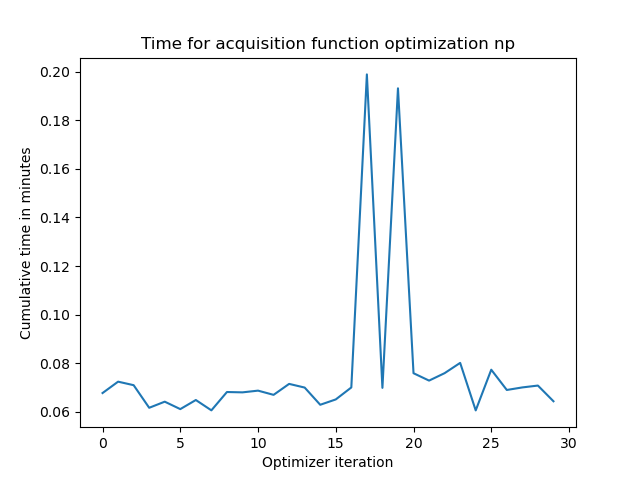 Time for acquisition function optimization np
0.20
0.18
0.16
0.14
0.12
0.10
0.08
0.06
Cumulative time in minutes
0 5 10 15 20 25 30
Optimizer iteration